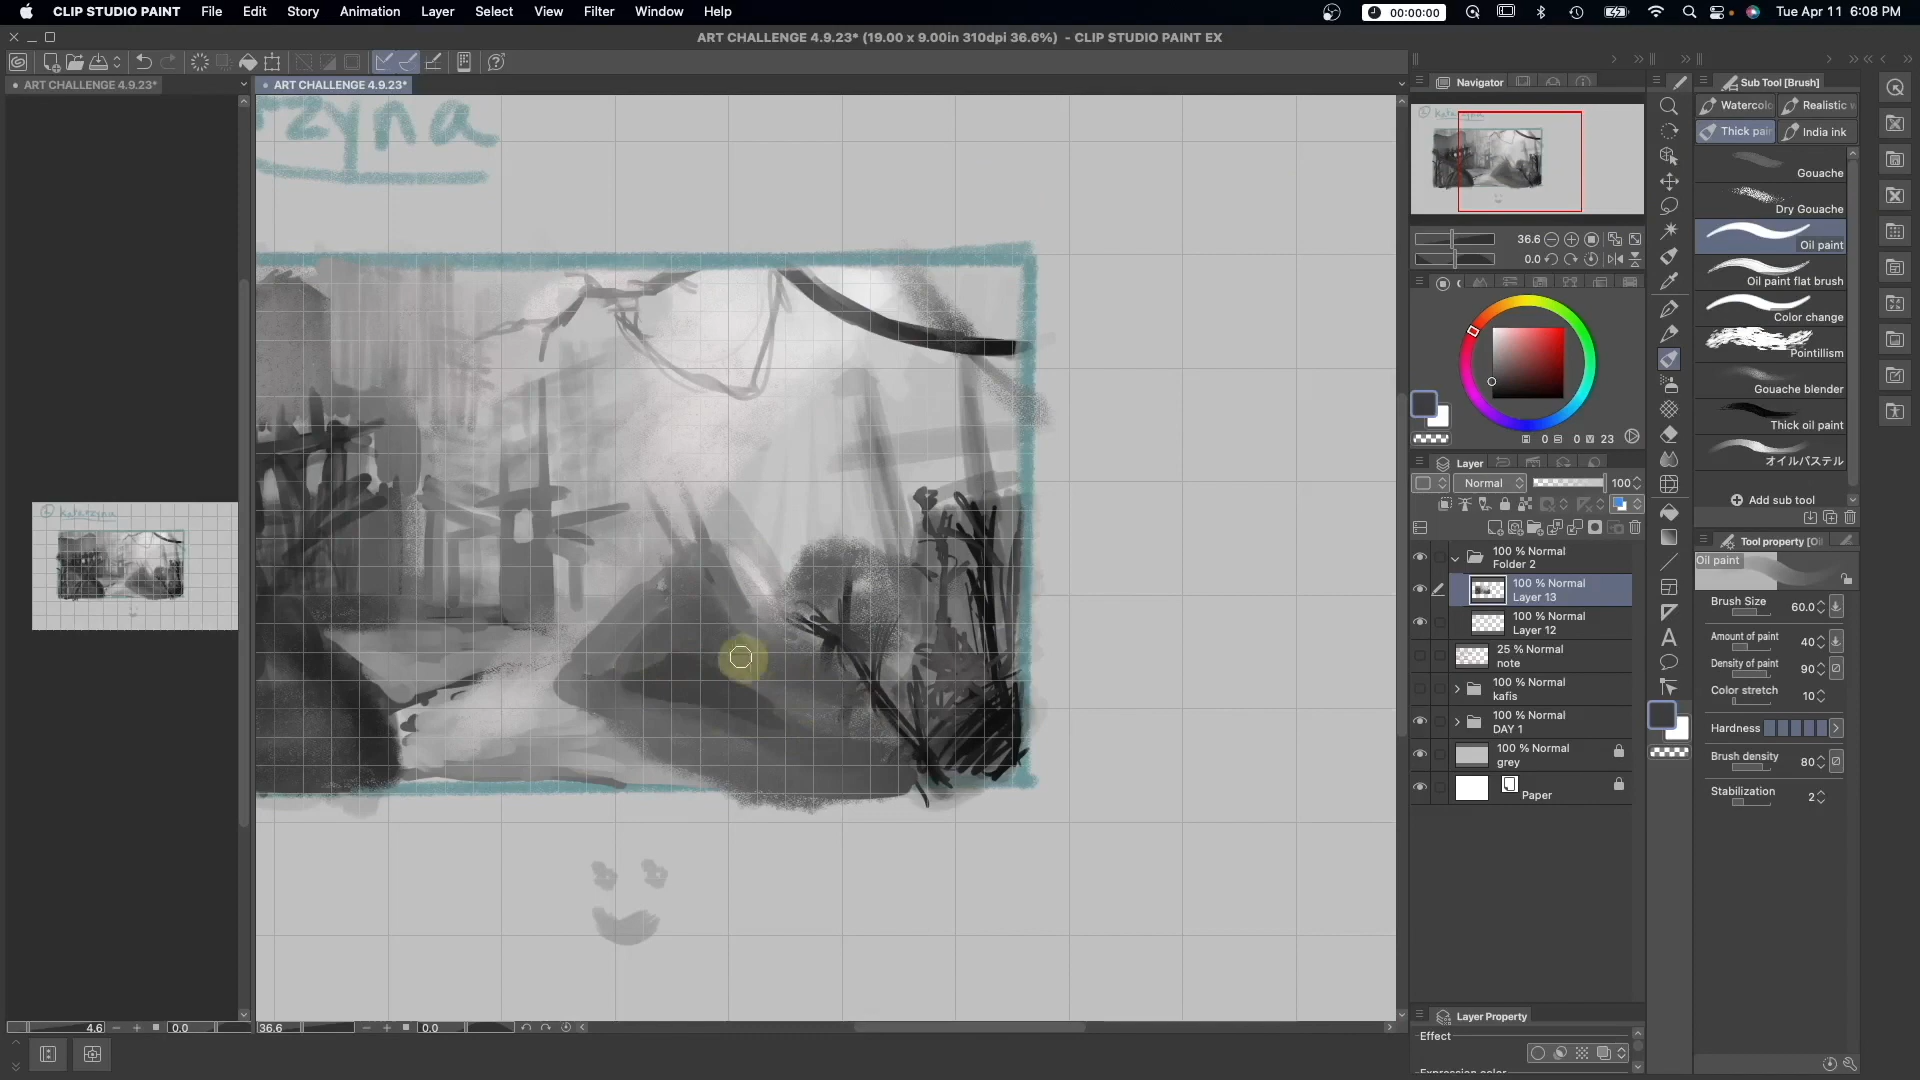 CLIP STUDIO PAINT File Edit Story Animation Layer Select View Filter Window Help
00:00:00
Tue Apr 11 6:08 PM
ART CHALLENGE 4.9.23* (19.00 x 9.00in 310dpi 36.6%) - CLIP STUDIO PAINT EX
ART CHALLENGE 4.9.23*
ART CHALLENGE 4.9.23*
rzyna
Katarzyna
4.6
0.0
36.6
0.0
Navigator
36.6
0.0
0 0 23
Layer
Normal
100
100 % Normal
Folder 2
100 % Normal
Layer 13
100 % Normal
Layer 12
25 % Normal
note
100 % Normal
kafis
100 % Normal
DAY 1
100 % Normal
grey
Paper
Layer Property
Effect
Expression color
Sub Tool [Brush]
Watercolo
Realistic w
Thick pain
India ink
Gouache
Dry Gouache
Oil paint
Oil paint flat brush
Color change
Pointillism
Gouache blender
Thick oil paint
オイルパステル
Add sub tool
Tool property [Oi
Oil paint
Brush Size 60.0
Amount of paint 40
Density of paint 90
Color stretch 10
Hardness
Brush density 80
Stabilization 2